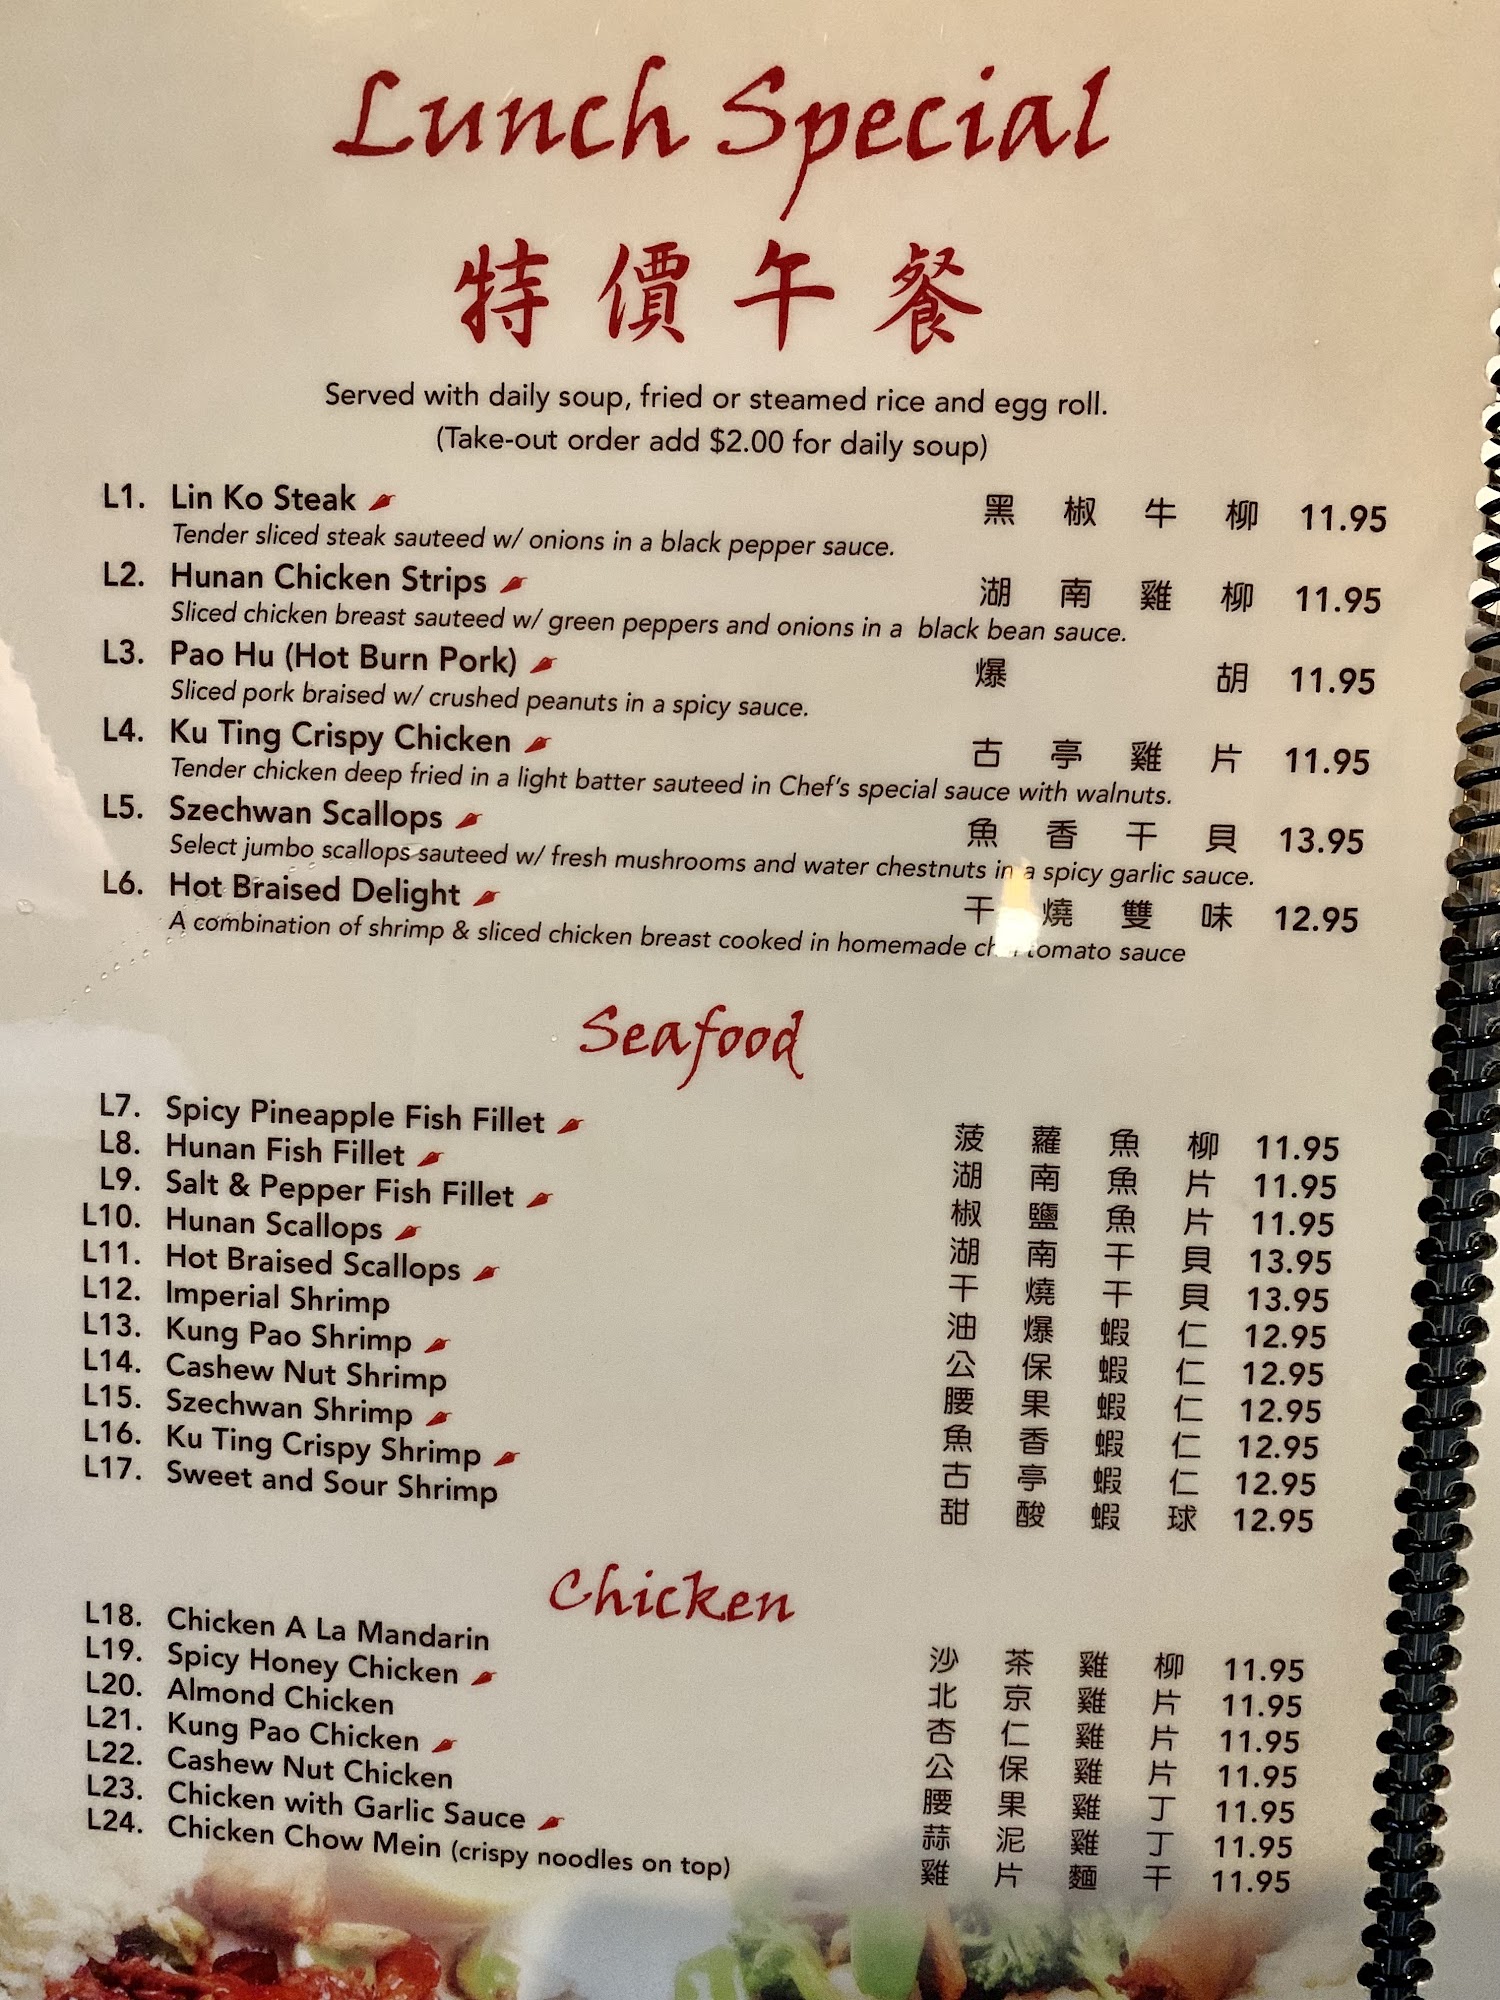 Lunch Special
特價午餐
Served with daily soup, fried or steamed rice and egg roll.
(Take-out order add $2.00 for daily soup)
L1. Lin Ko Steak 黑椒牛柳 11.95
Tender sliced steak sauteed w/ onions in a black pepper sauce.
L2. Hunan Chicken Strips 湖南雞柳 11.95
Sliced chicken breast sauteed w/ green peppers and onions in a black bean sauce.
L3. Pao Hu (Hot Burn Pork) 爆胡 11.95
Sliced pork braised w/ crushed peanuts in a spicy sauce.
L4. Ku Ting Crispy Chicken 古亭雞片 11.95
Tender chicken deep fried in a light batter sauteed in Chef's special sauce with walnuts.
L5. Szechwan Scallops 魚香干貝 13.95
Select jumbo scallops sauteed w/ fresh mushrooms and water chestnuts in a spicy garlic sauce.
L6. Hot Braised Delight 干燒雙味 12.95
A combination of shrimp & sliced chicken breast cooked in homemade tomato sauce
Seafood
L7. Spicy Pineapple Fish Fillet 菠蘿魚柳 11.95
L8. Hunan Fish Fillet 湖南魚片 11.95
L9. Salt & Pepper Fish Fillet 椒鹽魚片 11.95
L10. Hunan Scallops 湖南干貝 13.95
L11. Hot Braised Scallops 干燒干貝 13.95
L12. Imperial Shrimp 油爆蝦仁 12.95
L13. Kung Pao Shrimp 公保蝦仁 12.95
L14. Cashew Nut Shrimp 腰果蝦仁 12.95
L15. Szechwan Shrimp 魚香蝦仁 12.95
L16. Ku Ting Crispy Shrimp 古亭蝦仁 12.95
L17. Sweet and Sour Shrimp 甜酸蝦球 12.95
Chicken
L18. Chicken A La Mandarin 沙茶雞柳 11.95
L19. Spicy Honey Chicken 北京雞片 11.95
L20. Almond Chicken 杏仁雞片 11.95
L21. Kung Pao Chicken 公保雞片 11.95
L22. Cashew Nut Chicken 腰果雞丁 11.95
L23. Chicken with Garlic Sauce 蒜泥雞丁 11.95
L24. Chicken Chow Mein (crispy noodles on top) 雞片麵干 11.95